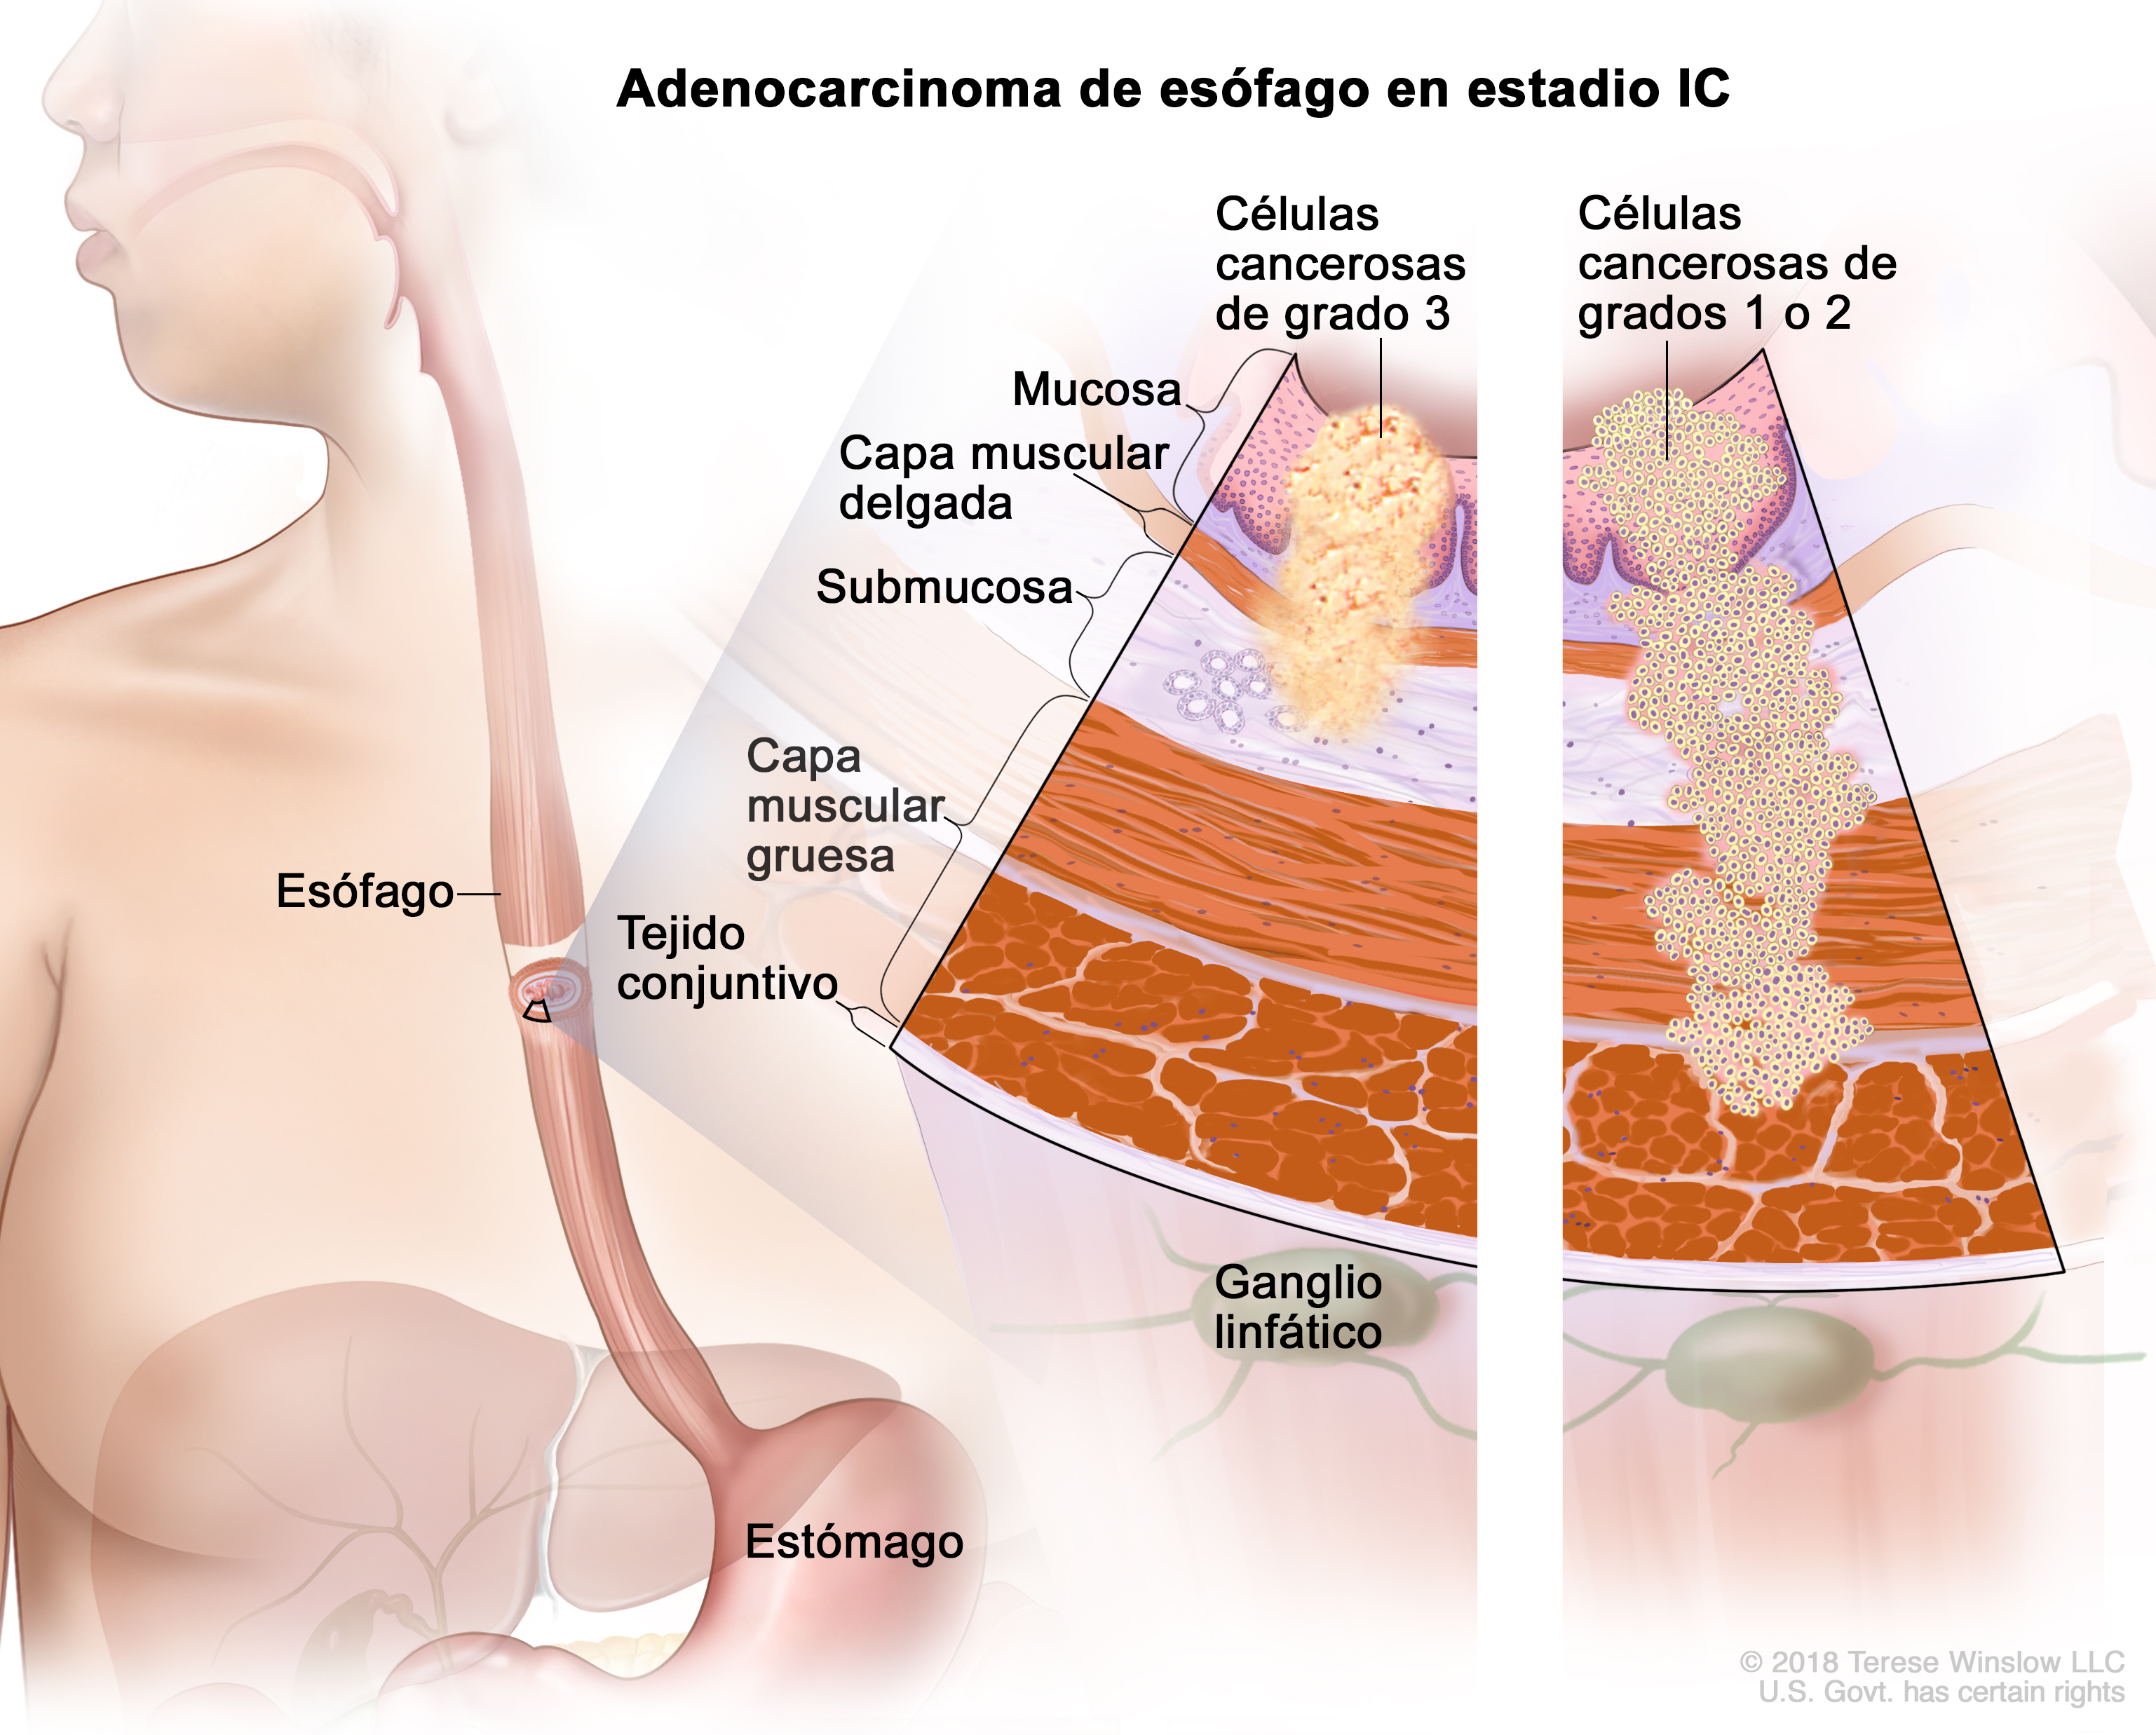 Adenocarcinoma de esófago en estadio IC
Células
cancerosas
de grado 3
Células
cancerosas de
grados 1 o 2
Mucosa
Capa muscular
delgada
Submucosa
Capa
muscular
gruesa
Esófago
Tejido
conjuntivo
Ganglio
linfático
Estómago
© 2018 Terese Winslow LLC
U.S. Govt. has certain rights